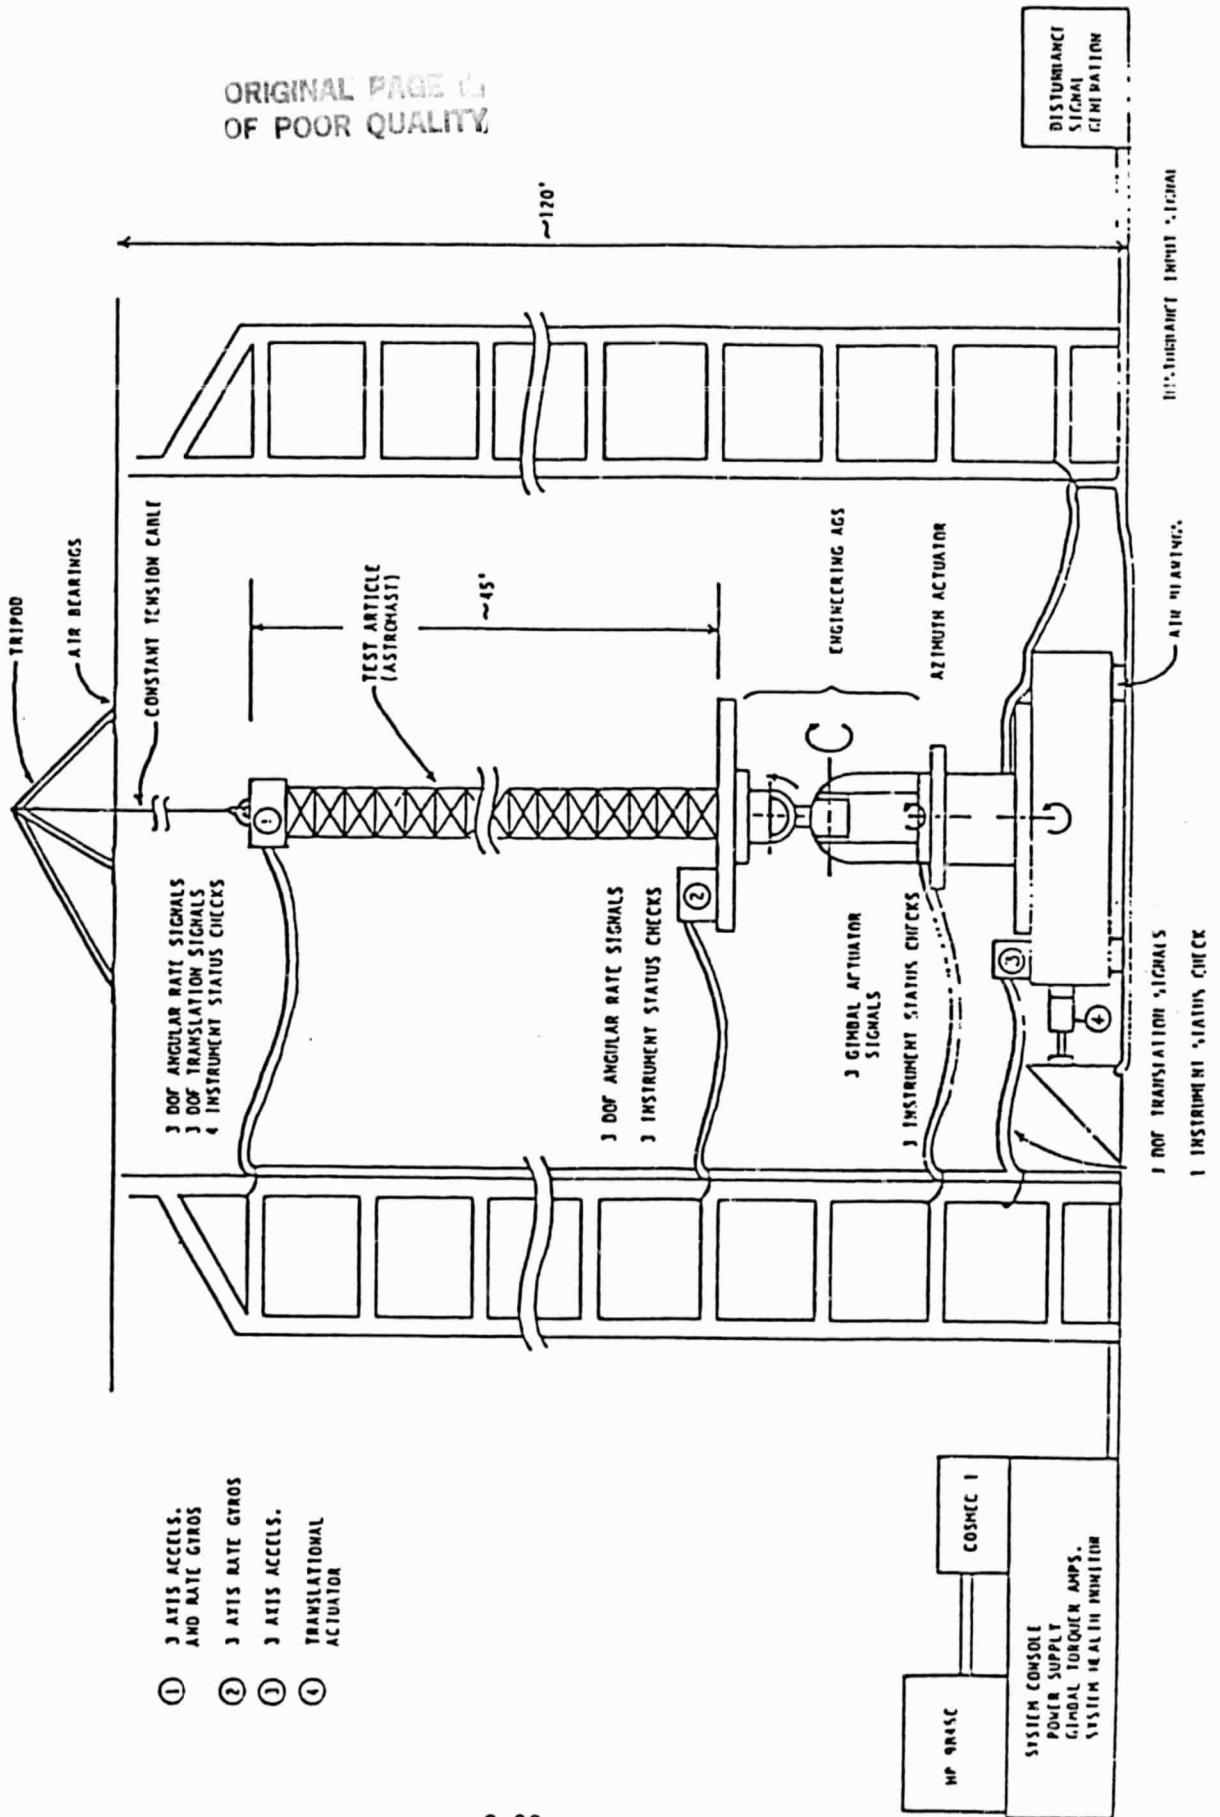 ORIGINAL PAGE IS
OF POOR QUALITY
TRIPOD
AIR BEARINGS
CONSTANT TENSION CABLE
~120'
DISTURBANCE
SIGNAL
GENERATION
3 DOF ANGULAR RATE SIGNALS
3 DOF TRANSLATION SIGNALS
4 INSTRUMENT STATUS CHECKS
1
TEST ARTICLE
(ASTROMAST)
~45'
3 DOF ANGULAR RATE SIGNALS
3 INSTRUMENT STATUS CHECKS
2
ENGINEERING AGS
3 GIMBAL ACTUATOR
SIGNALS
AZIMUTH ACTUATOR
3 INSTRUMENT STATUS CHECKS
3
4
AIR BEARINGS
DISTURBANCE INPUT SIGNAL
3 DOF TRANSLATION SIGNALS
1 INSTRUMENT STATUS CHECK
1 3 AXIS ACCELS.
AND RATE GYROS
2 3 AXIS RATE GYROS
3 3 AXIS ACCELS.
4 TRANSLATIONAL
ACTUATOR
HP 9845C
COSMEC I
SYSTEM CONSOLE
POWER SUPPLY
GIMBAL TORQUER AMPS.
SYSTEM HEALTH MONITOR